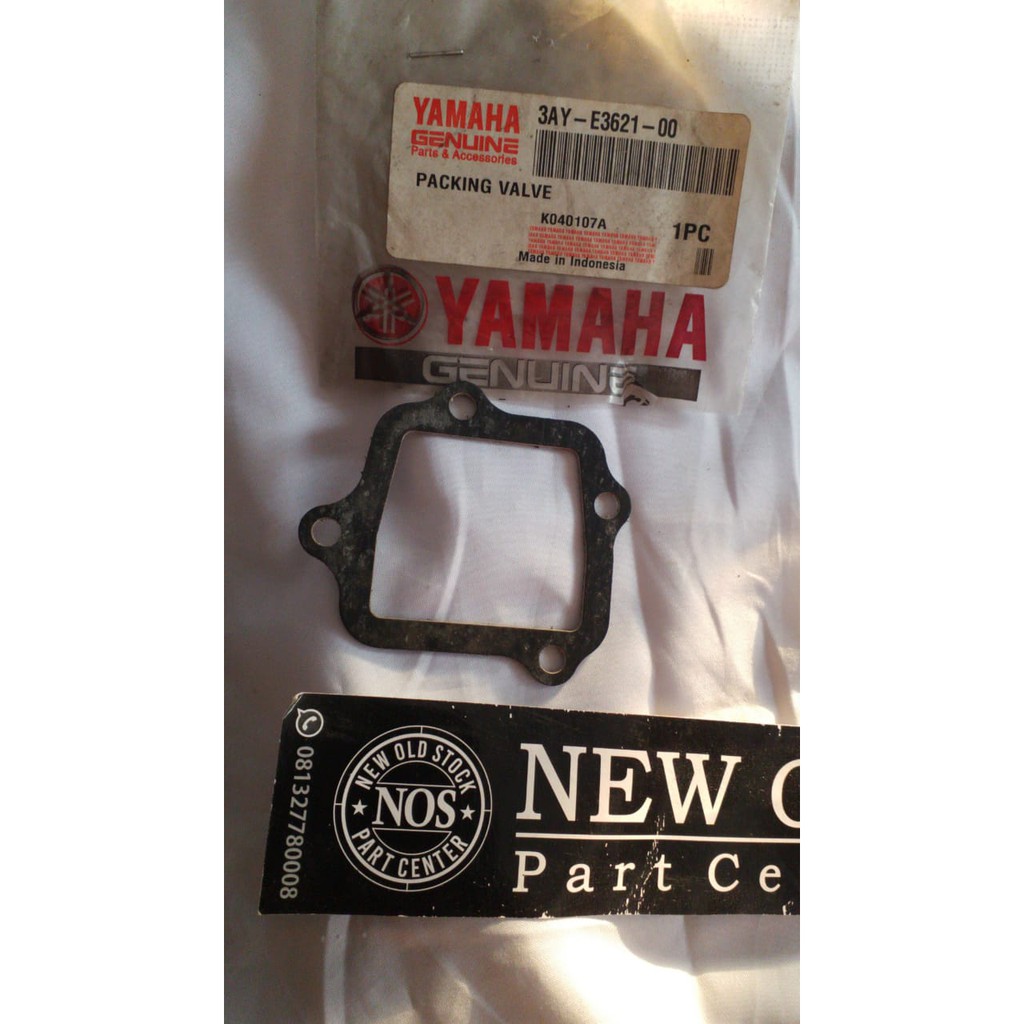 YAMAHA
GENUINE
Parts & Accessories
3AY-E3621-00
PACKING VALVE
K040107A
1PC
Made in Indonesia
YAMAHA
GENUINE
081327780008
NEW OLD STOCK
NOS
PART CENTER
NEW
Part Ce